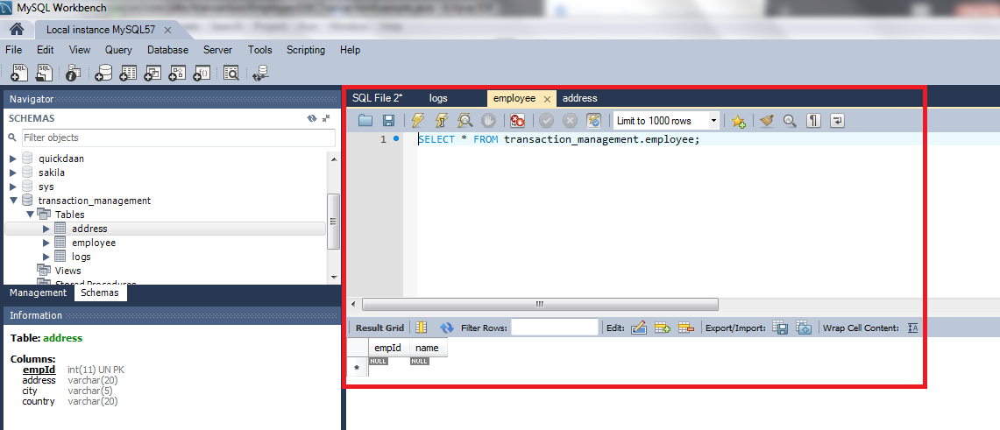 MySQL Workbench
Local instance MySQL57 ×
File Edit View Query Database Server Tools Scripting Help
Navigator
SCHEMAS
Filter objects
quickdaan
sakila
sys
transaction_management
Tables
address
employee
logs
Views
Stored Procedures
Management Schemas
Information
Table: address
Columns:
empId int(11) UN PK
address varchar(20)
city varchar(5)
country varchar(20)
SQL File 2* logs employee × address
Limit to 1000 rows
1 SELECT * FROM transaction_management.employee;
Result Grid Filter Rows: Edit: Export/Import: Wrap Cell Content:
empId name
* NULL NULL